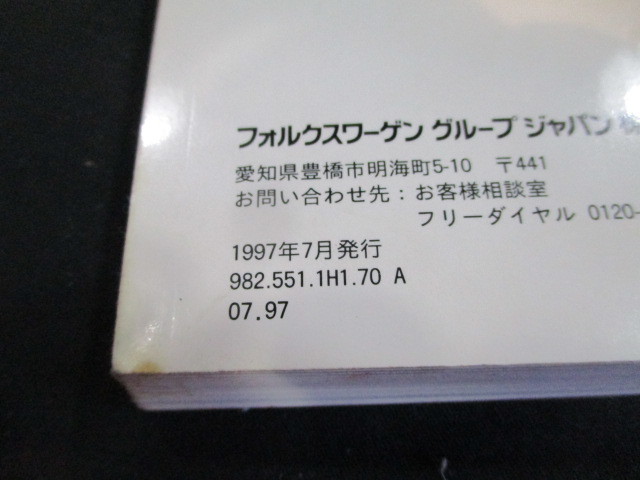 フォルクスワーゲン グループ ジャパン
愛知県豊橋市明海町5-10 〒441
お問い合わせ先：お客様相談室
フリーダイヤル 0120-
1997年7月発行
982.551.1H1.70 A
07.97